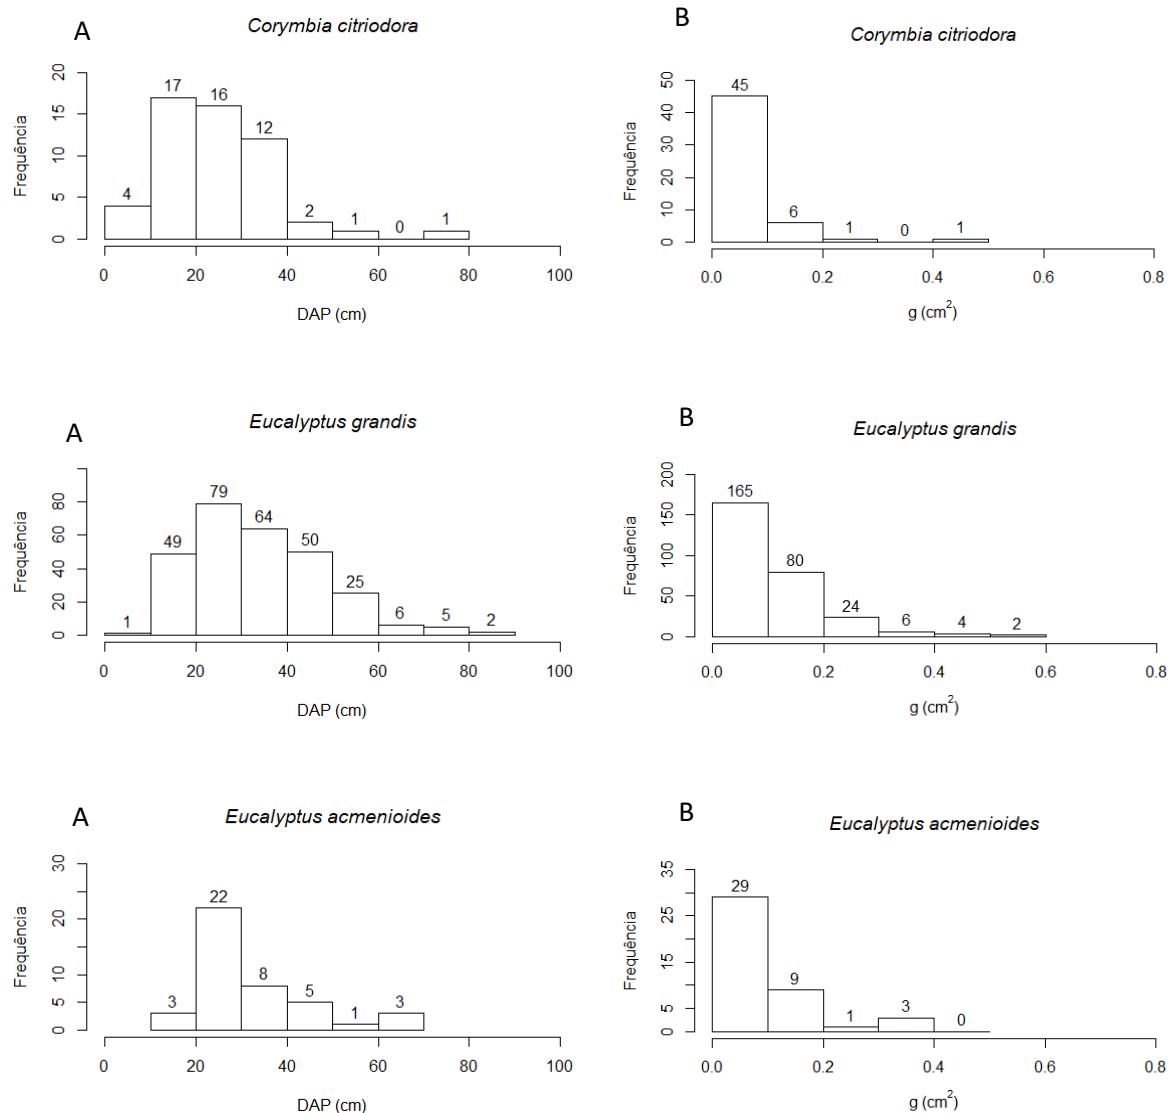 A
Corymbia citriodora
20
15
10
5
0
Frequência
4
17
16
12
2
1
0
1
0 20 40 60 80 100
DAP (cm)
B
Corymbia citriodora
50
40
30
20
10
0
Frequência
45
6
1
0
1
0.0 0.2 0.4 0.6 0.8
g (cm²)
A
Eucalyptus grandis
80
60
40
20
0
Frequência
1
49
79
64
50
25
6
5
2
0 20 40 60 80 100
DAP (cm)
B
Eucalyptus grandis
200
150
100
50
0
Frequência
165
80
24
6
4
2
0.0 0.2 0.4 0.6 0.8
g (cm²)
A
Eucalyptus acmenioides
30
20
10
5
0
Frequência
3
22
8
5
1
3
0 20 40 60 80 100
DAP (cm)
B
Eucalyptus acmenioides
35
25
15
5
0
Frequência
29
9
1
3
0
0.0 0.2 0.4 0.6 0.8
g (cm²)